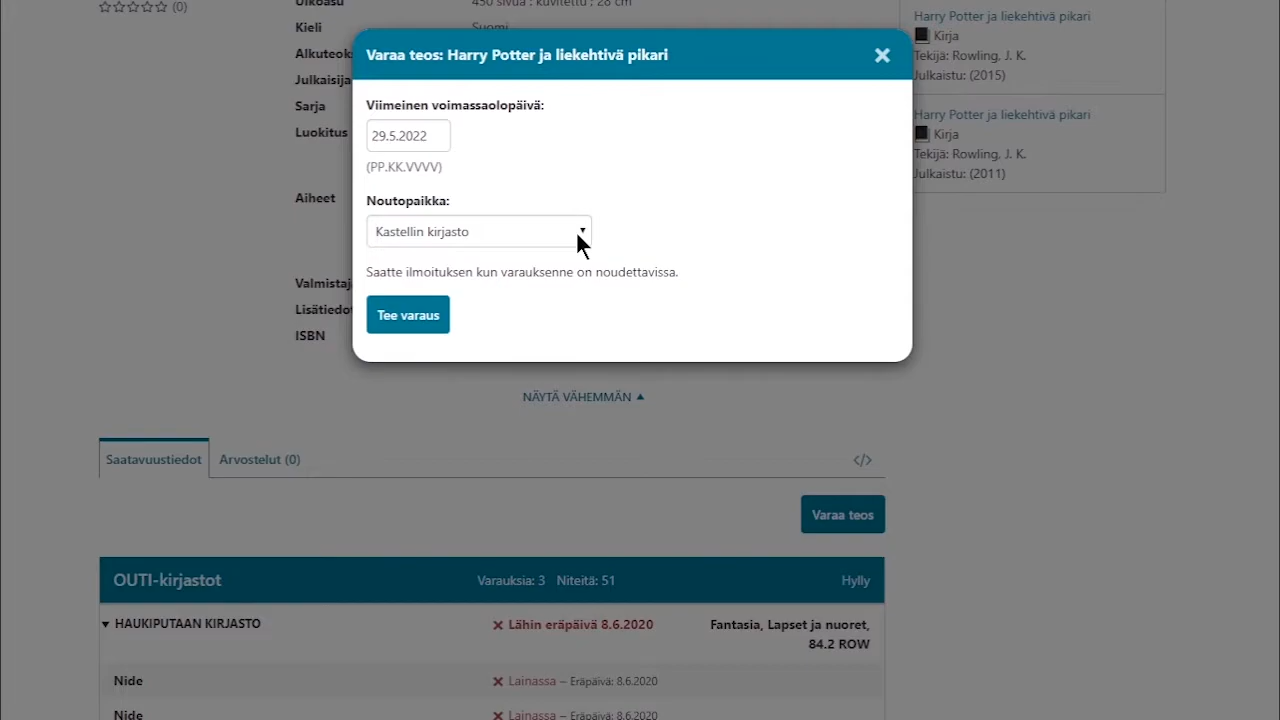 (0)
Ulkoasu 450 sivua : kuvitettu ; 28 cm
Kieli Suomi
Alkuteok
Julkaisija
Sarja
Luokitus
Aiheet
Valmistaj
Lisätiedot
ISBN
Varaa teos: Harry Potter ja liekehtivä pikari
Viimeinen voimassaolopäivä:
29.5.2022
(PP.KK.VVVV)
Noutopaikka:
Kastellin kirjasto
Saatte ilmoituksen kun varauksenne on noudettavissa.
Tee varaus
Harry Potter ja liekehtivä pikari
Kirja
Tekijä: Rowling, J. K.
Julkaistu: (2015)
Harry Potter ja liekehtivä pikari
Kirja
Tekijä: Rowling, J. K.
Julkaistu: (2011)
NÄYTÄ VÄHEMMÄN
Saatavuustiedot Arvostelut (0) </>
Varaa teos
OUTI-kirjastot Varauksia: 3 Niteitä: 51 Hylly
HAUKIPUTAAN KIRJASTO Lähin eräpäivä 8.6.2020 Fantasia, Lapset ja nuoret,
84.2 ROW
Nide Lainassa – Eräpäivä: 8.6.2020
Nide Lainassa – Eräpäivä: 8.6.2020